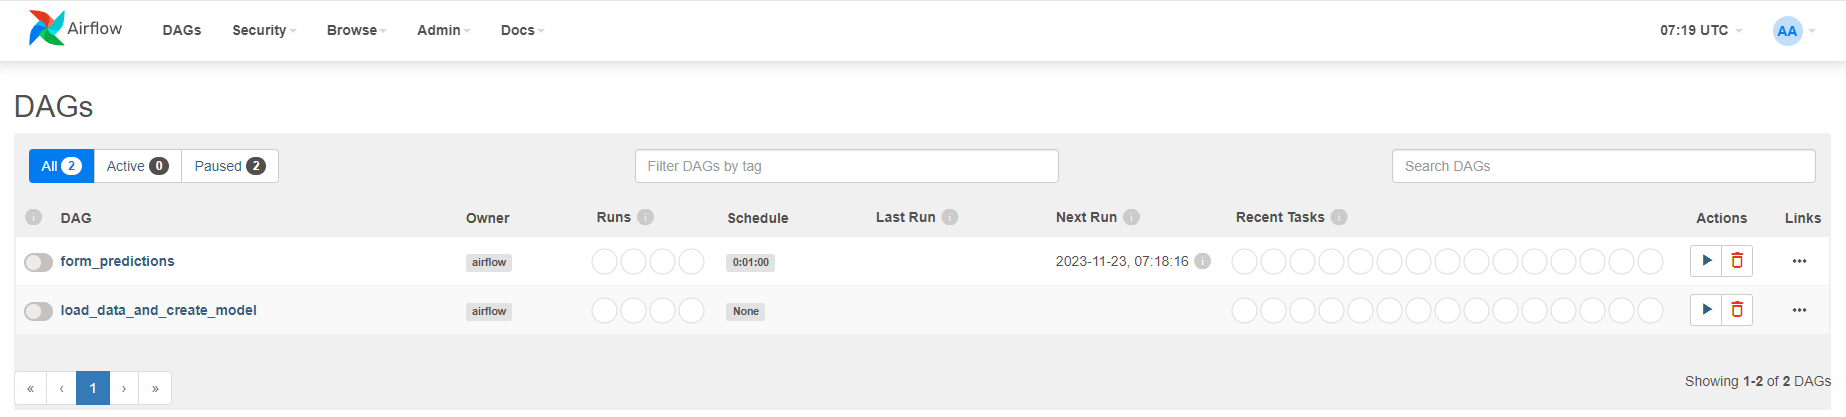 Airflow DAGs Security Browse Admin Docs 07:19 UTC AA
DAGs
All 2 Active 0 Paused 2 Filter DAGs by tag Search DAGs
i DAG Owner Runs i Schedule Last Run i Next Run i Recent Tasks i Actions Links
form_predictions airflow 0:01:00 2023-11-23, 07:18:16 i
load_data_and_create_model airflow None
« ‹ 1 › » Showing 1-2 of 2 DAGs